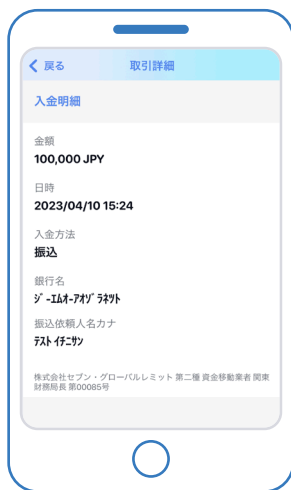 戻る 取引詳細
入金明細
金額
100,000 JPY
日時
2023/04/10 15:24
入金方法
振込
銀行名
ｼﾞｰｴﾑｵｰｱｵｿﾞﾗﾈﾂﾄ
振込依頼人名カナ
ﾃｽﾄ ｲﾁﾆｻﾝ
株式会社セブン・グローバルレミット 第二種 資金移動業者 関東
財務局長 第00085号